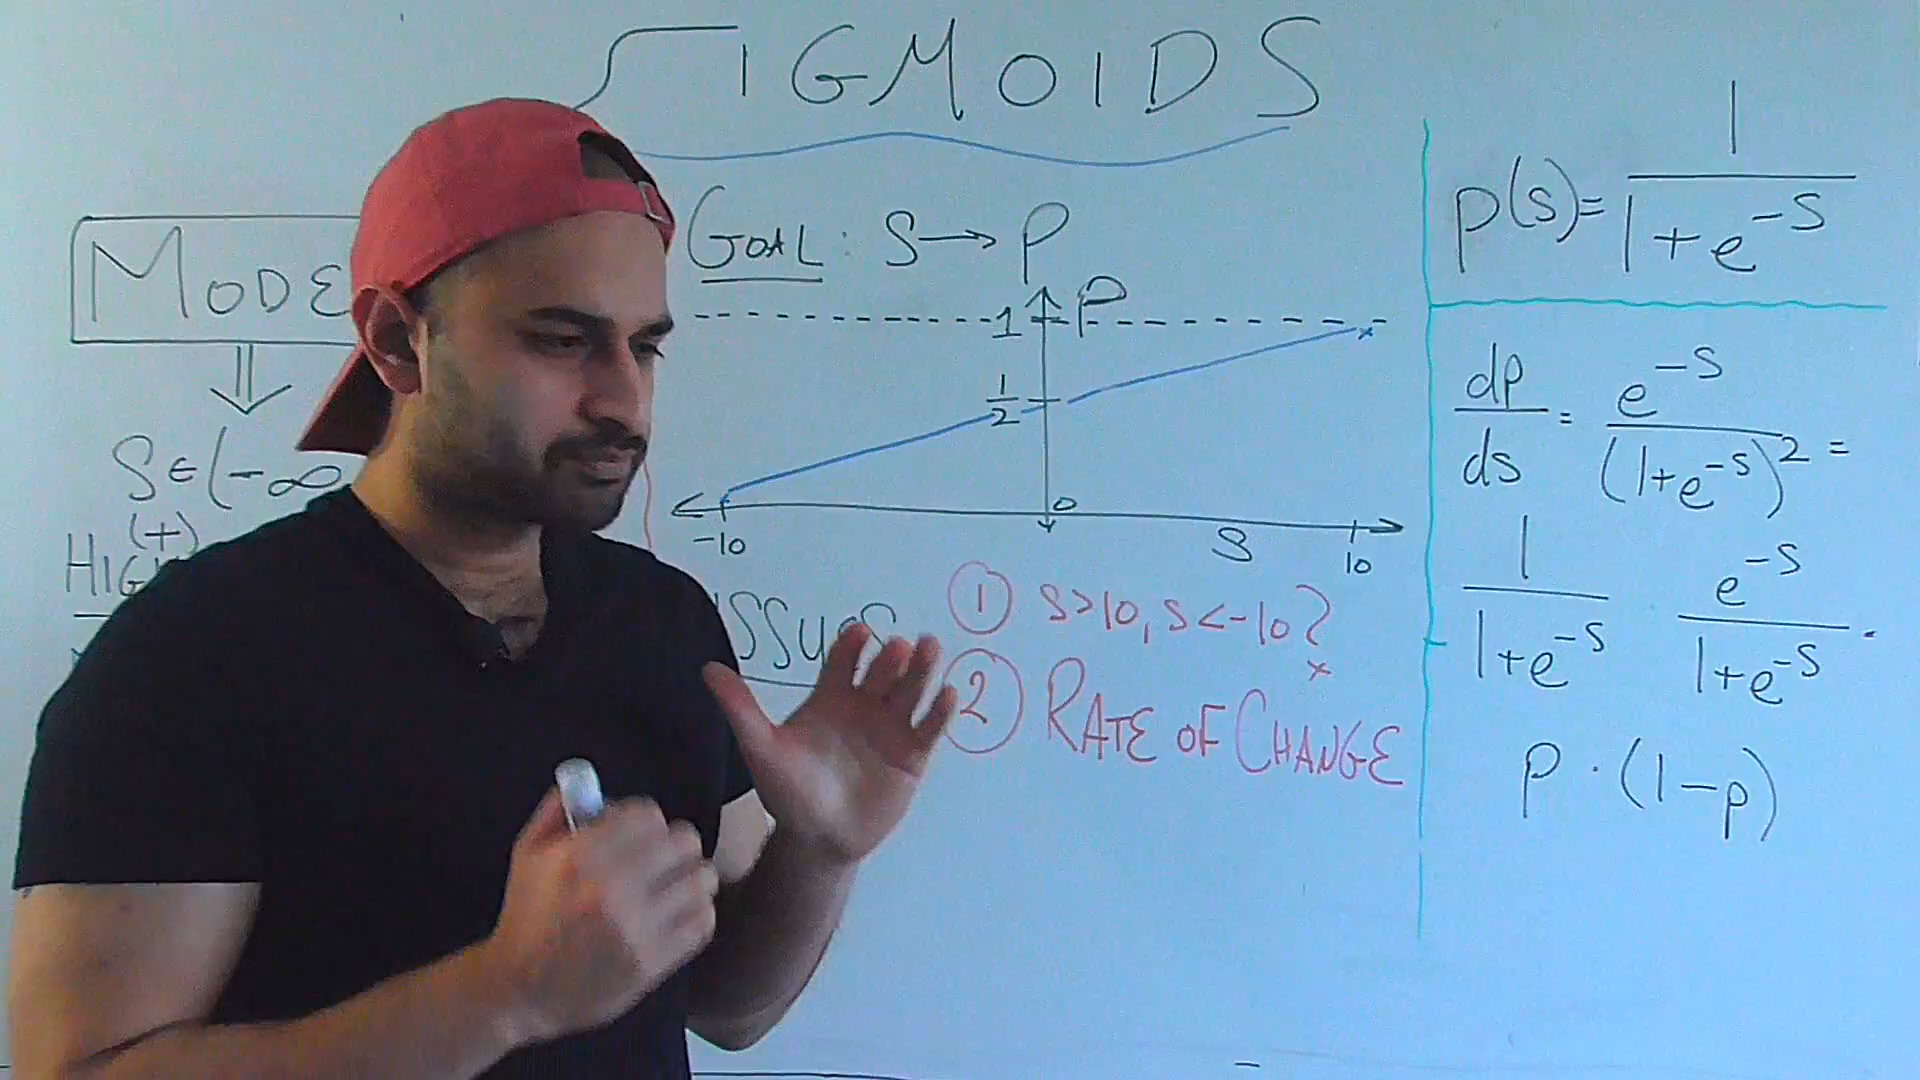 SIGMOIDS
MODE
S ∈ (-∞
(+)
HIGH
GOAL: S → P
P
1
1/2
0
-10
S
10
ISSUES
① S>10, S<-10?
x
② RATE OF CHANGE
p(s) = 1/(1+e^-s)
dp/ds = e^-s/(1+e^-s)^2 =
1/(1+e^-s) e^-s/(1+e^-s) .
p · (1-p)